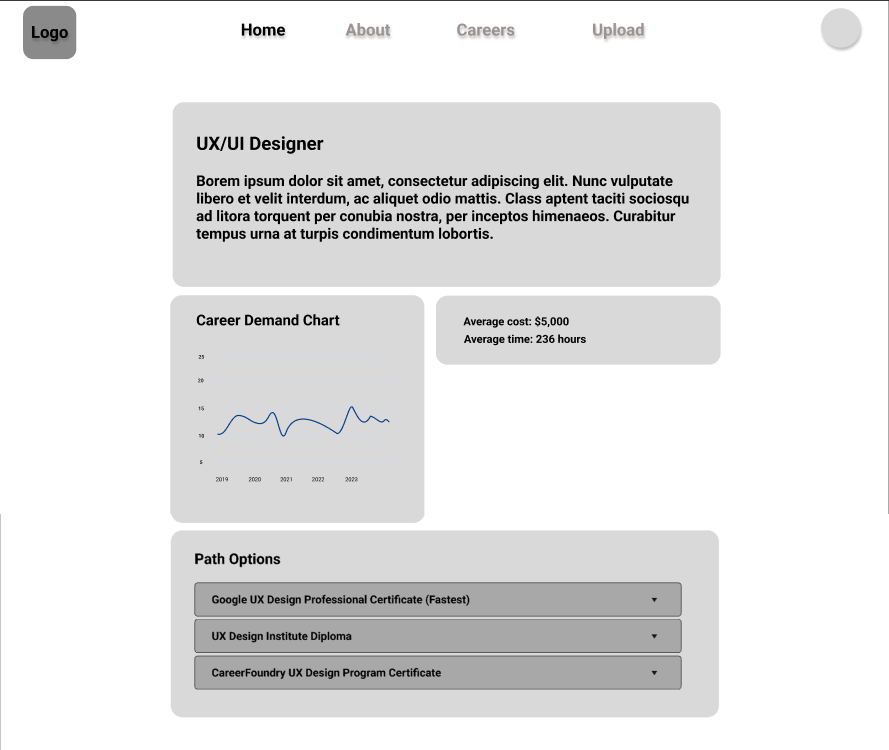 Logo
Home
About
Careers
Upload
UX/UI Designer
Borem ipsum dolor sit amet, consectetur adipiscing elit. Nunc vulputate
libero et velit interdum, ac aliquet odio mattis. Class aptent taciti sociosqu
ad litora torquent per conubia nostra, per inceptos himenaeos. Curabitur
tempus urna at turpis condimentum lobortis.
Career Demand Chart
25
20
15
10
5
2019 2020 2021 2022 2023
Average cost: $5,000
Average time: 236 hours
Path Options
Google UX Design Professional Certificate (Fastest)
UX Design Institute Diploma
CareerFoundry UX Design Program Certificate